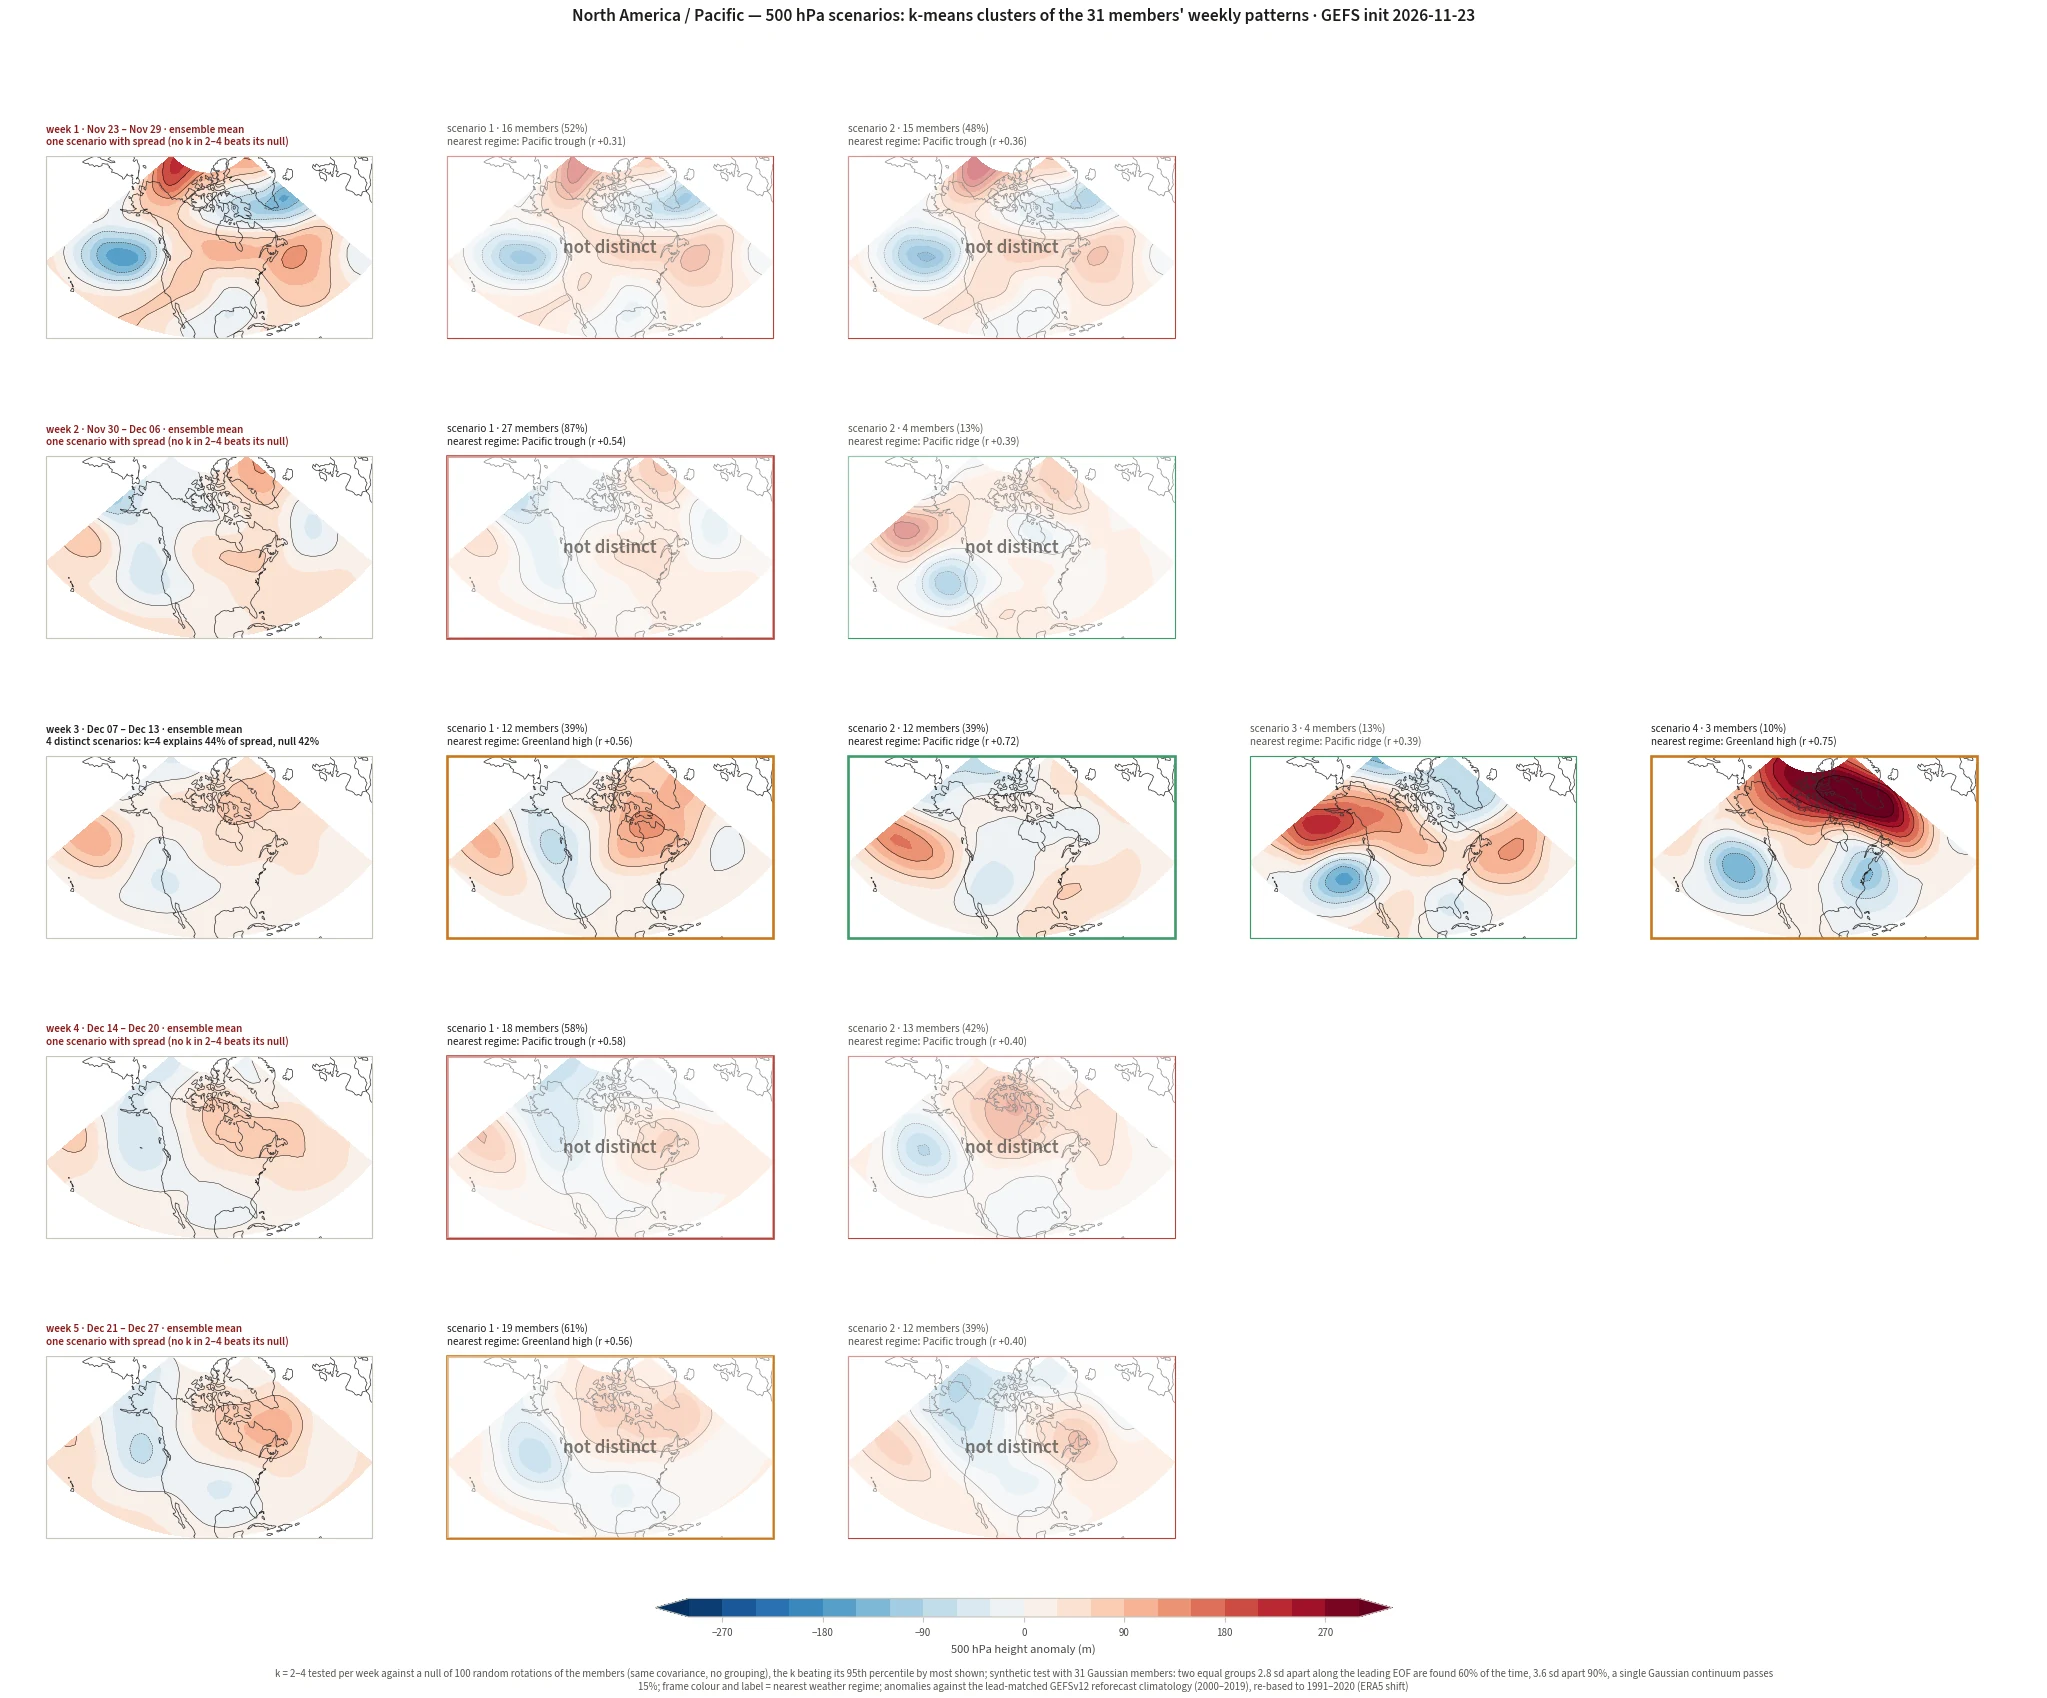 North America / Pacific — 500 hPa scenarios: k-means clusters of the 31 members' weekly patterns · GEFS init 2026-11-23
week 1 · Nov 23 – Nov 29 · ensemble mean
one scenario with spread (no k in 2–4 beats its null)
scenario 1 · 16 members (52%)
nearest regime: Pacific trough (r +0.31)
not distinct
scenario 2 · 15 members (48%)
nearest regime: Pacific trough (r +0.36)
not distinct
week 2 · Nov 30 – Dec 06 · ensemble mean
one scenario with spread (no k in 2–4 beats its null)
scenario 1 · 27 members (87%)
nearest regime: Pacific trough (r +0.54)
not distinct
scenario 2 · 4 members (13%)
nearest regime: Pacific ridge (r +0.39)
not distinct
week 3 · Dec 07 – Dec 13 · ensemble mean
4 distinct scenarios: k=4 explains 44% of spread, null 42%
scenario 1 · 12 members (39%)
nearest regime: Greenland high (r +0.56)
scenario 2 · 12 members (39%)
nearest regime: Pacific ridge (r +0.72)
scenario 3 · 4 members (13%)
nearest regime: Pacific ridge (r +0.39)
scenario 4 · 3 members (10%)
nearest regime: Greenland high (r +0.75)
week 4 · Dec 14 – Dec 20 · ensemble mean
one scenario with spread (no k in 2–4 beats its null)
scenario 1 · 18 members (58%)
nearest regime: Pacific trough (r +0.58)
not distinct
scenario 2 · 13 members (42%)
nearest regime: Pacific trough (r +0.40)
not distinct
week 5 · Dec 21 – Dec 27 · ensemble mean
one scenario with spread (no k in 2–4 beats its null)
scenario 1 · 19 members (61%)
nearest regime: Greenland high (r +0.56)
not distinct
scenario 2 · 12 members (39%)
nearest regime: Pacific trough (r +0.40)
not distinct
−270 −180 −90 0 90 180 270
500 hPa height anomaly (m)
k = 2–4 tested per week against a null of 100 random rotations of the members (same covariance, no grouping), the k beating its 95th percentile by most shown; synthetic test with 31 Gaussian members: two equal groups 2.8 sd apart along the leading EOF are found 60% of the time, 3.6 sd apart 90%, a single Gaussian continuum passes
15%; frame colour and label = nearest weather regime; anomalies against the lead-matched GEFSv12 reforecast climatology (2000–2019), re-based to 1991–2020 (ERA5 shift)